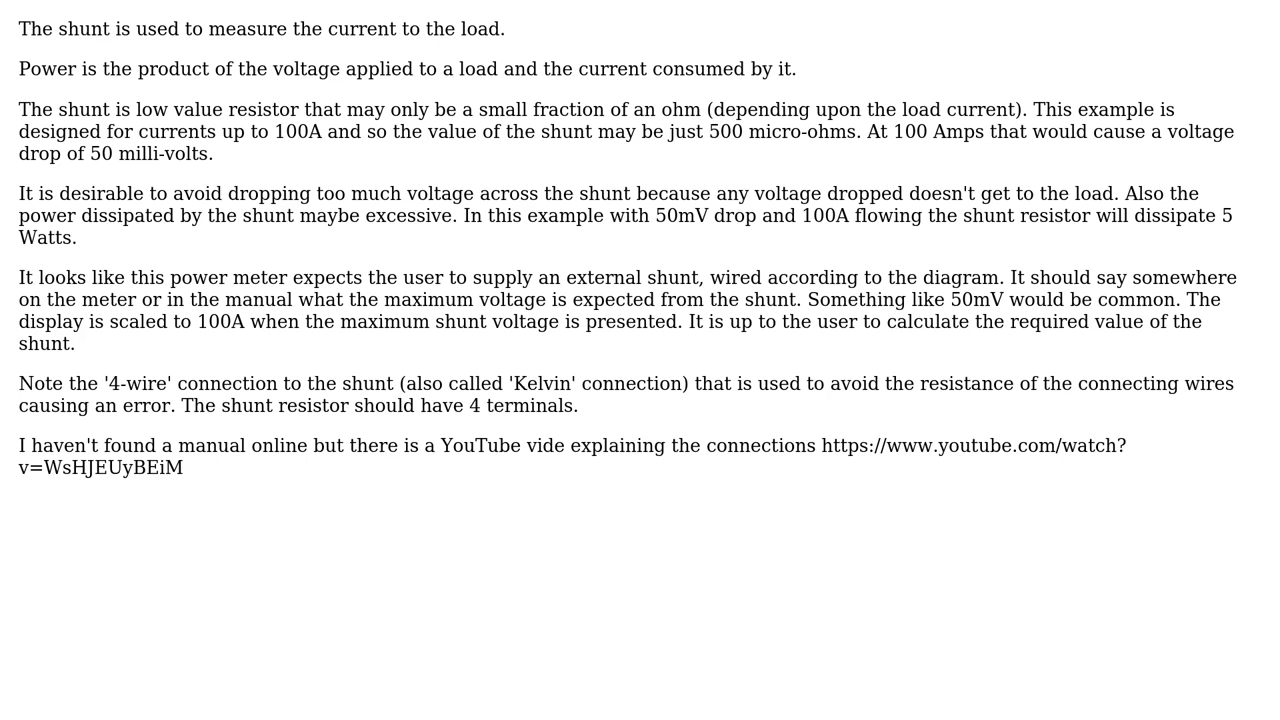 The shunt is used to measure the current to the load.
Power is the product of the voltage applied to a load and the current consumed by it.
The shunt is low value resistor that may only be a small fraction of an ohm (depending upon the load current). This example is
designed for currents up to 100A and so the value of the shunt may be just 500 micro-ohms. At 100 Amps that would cause a voltage
drop of 50 milli-volts.
It is desirable to avoid dropping too much voltage across the shunt because any voltage dropped doesn't get to the load. Also the
power dissipated by the shunt maybe excessive. In this example with 50mV drop and 100A flowing the shunt resistor will dissipate 5
Watts.
It looks like this power meter expects the user to supply an external shunt, wired according to the diagram. It should say somewhere
on the meter or in the manual what the maximum voltage is expected from the shunt. Something like 50mV would be common. The
display is scaled to 100A when the maximum shunt voltage is presented. It is up to the user to calculate the required value of the
shunt.
Note the '4-wire' connection to the shunt (also called 'Kelvin' connection) that is used to avoid the resistance of the connecting wires
causing an error. The shunt resistor should have 4 terminals.
I haven't found a manual online but there is a YouTube vide explaining the connections https://www.youtube.com/watch?
v=WsHJEUyBEiM